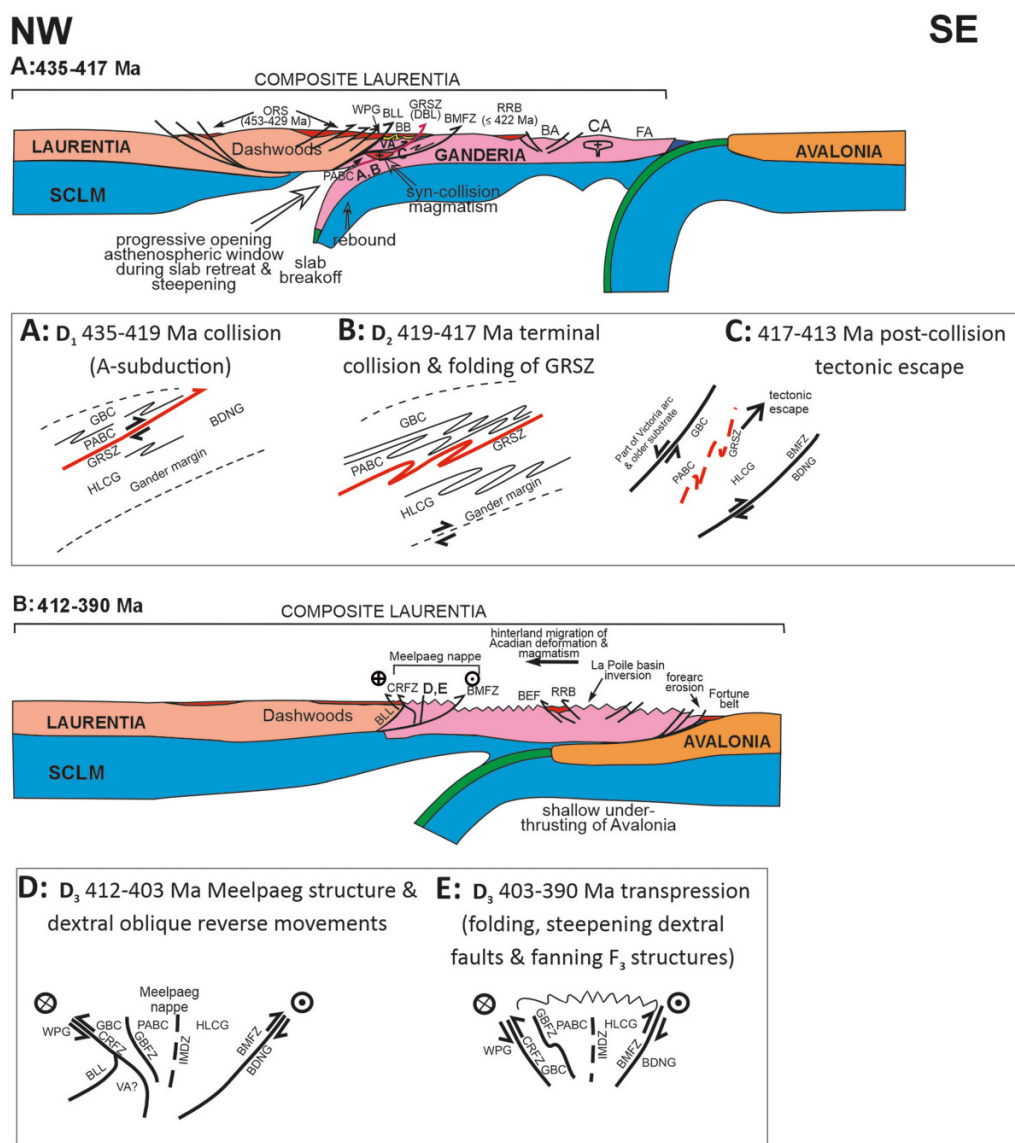 NW
SE
A:435-417 Ma
COMPOSITE LAURENTIA
ORS
(453-429 Ma)
WPG
BLL
GRSZ
(DBL)
BB
BMFZ
RRB
(≤ 422 Ma)
BA
CA
FA
LAURENTIA
Dashwoods
VA
C
GANDERIA
AVALONIA
PABC
A, B
SCLM
syn-collision
magmatism
progressive opening
asthenospheric window
during slab retreat &
steepening
rebound
slab
breakoff
A: D₁ 435-419 Ma collision
(A-subduction)
GBC
PABC
GRSZ
BDNG
HLCG
Gander margin
B: D₂ 419-417 Ma terminal
collision & folding of GRSZ
GBC
PABC
GRSZ
HLCG
Gander margin
C: 417-413 Ma post-collision
tectonic escape
tectonic
escape
Part of Victoria arc
& older substrate
GBC
GRSZ
PABC
HLCG
BMFZ
BDNG
B:412-390 Ma
COMPOSITE LAURENTIA
hinterland migration of
Acadian deformation &
magmatism
Meelpaeg nappe
La Poile basin
inversion
CRFZ
D,E
BMFZ
BEF
RRB
forearc
erosion
Fortune
belt
LAURENTIA
Dashwoods
BLL
AVALONIA
SCLM
shallow under-
thrusting of Avalonia
D: D₃ 412-403 Ma Meelpaeg structure &
dextral oblique reverse movements
Meelpaeg
nappe
WPG
GBC
PABC
HLCG
CRFZ
GBFZ
IMDZ
BMFZ
BDNG
BLL
VA?
E: D₃ 403-390 Ma transpression
(folding, steepening dextral
faults & fanning F₃ structures)
WPG
CRFZ
GBFZ
GBC
PABC
IMDZ
HLCG
BMFZ
BDNG